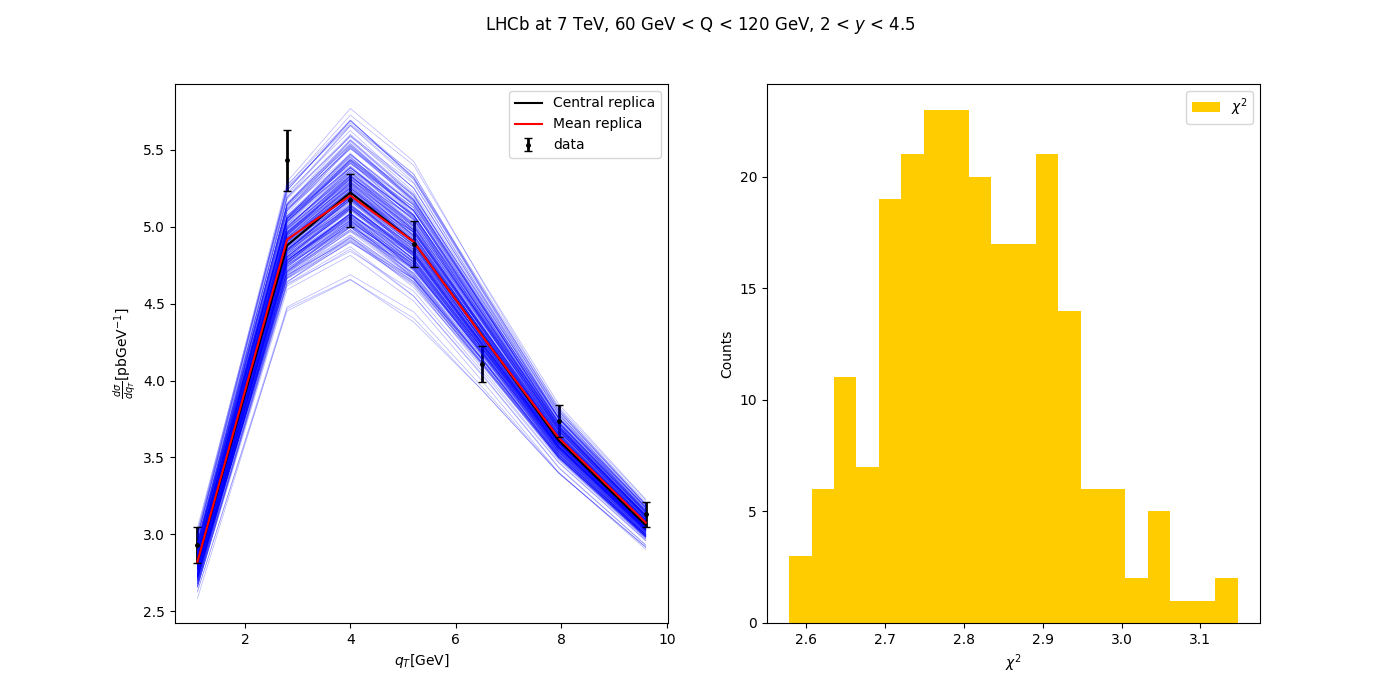 LHCb at 7 TeV, 60 GeV < Q < 120 GeV, 2 < y < 4.5
Central replica
Mean replica
data
5.5
5.0
4.5
4.0
3.5
3.0
2.5
dσ/dq_T [pbGeV⁻¹]
2
4
6
8
10
q_T[GeV]
χ²
20
15
10
5
0
Counts
2.6
2.7
2.8
2.9
3.0
3.1
χ²